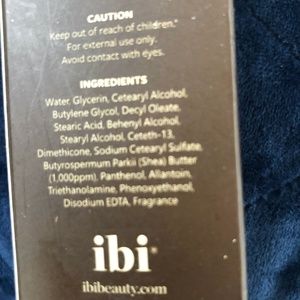 CAUTION
Keep out of reach of children.
For external use only.
Avoid contact with eyes.
INGREDIENTS
Water, Glycerin, Cetearyl Alcohol,
Butylene Glycol, Decyl Oleate,
Stearic Acid, Behenyl Alcohol,
Stearyl Alcohol, Ceteth-13,
Dimethicone, Sodium Cetearyl Sulfate,
Butyrospermum Parkii (Shea) Butter
(1,000ppm), Panthenol, Allantoin,
Triethanolamine, Phenoxyethanol,
Disodium EDTA, Fragrance
ibi
ibibeauty.com